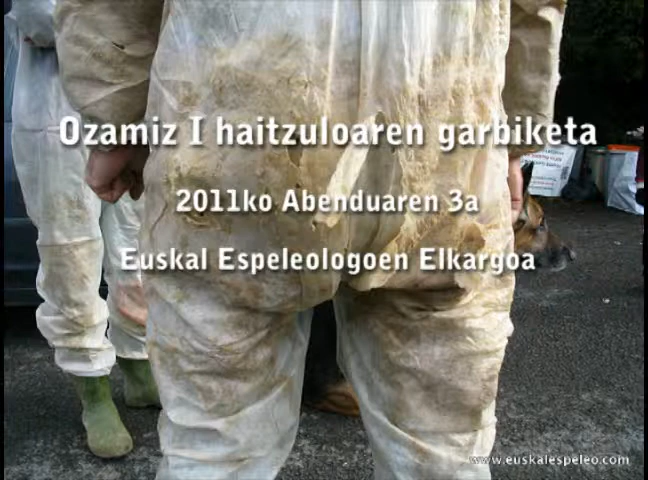 Ozamiz I haitzuloaren garbiketa
2011ko Abenduaren 3a
Euskal Espeleologoen Elkargoa
www.euskalespeleo.com